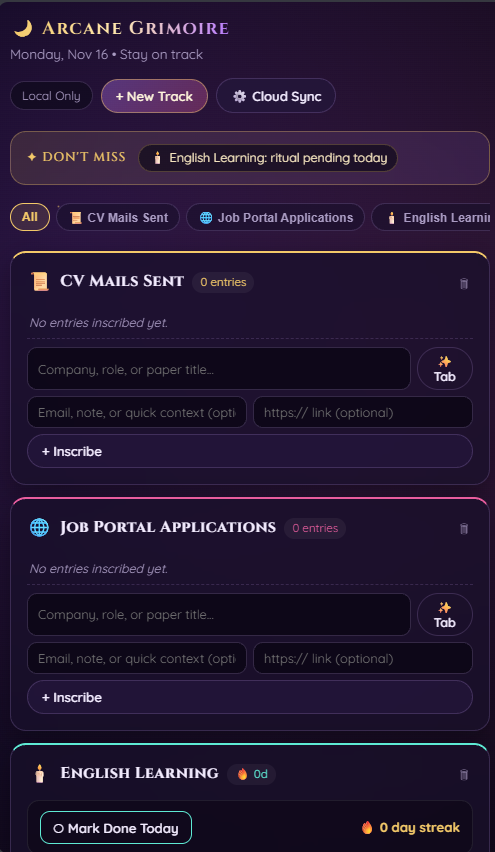 Arcane Grimoire
Monday, Nov 16 • Stay on track
Local Only
+ New Track
Cloud Sync
✦ DON'T MISS
English Learning: ritual pending today
All
CV Mails Sent
Job Portal Applications
English Learnin
CV Mails Sent
0 entries
No entries inscribed yet.
Company, role, or paper title...
Tab
Email, note, or quick context (opti
https:// link (optional)
+ Inscribe
Job Portal Applications
0 entries
No entries inscribed yet.
Company, role, or paper title...
Tab
Email, note, or quick context (opti
https:// link (optional)
+ Inscribe
English Learning
0d
Mark Done Today
0 day streak